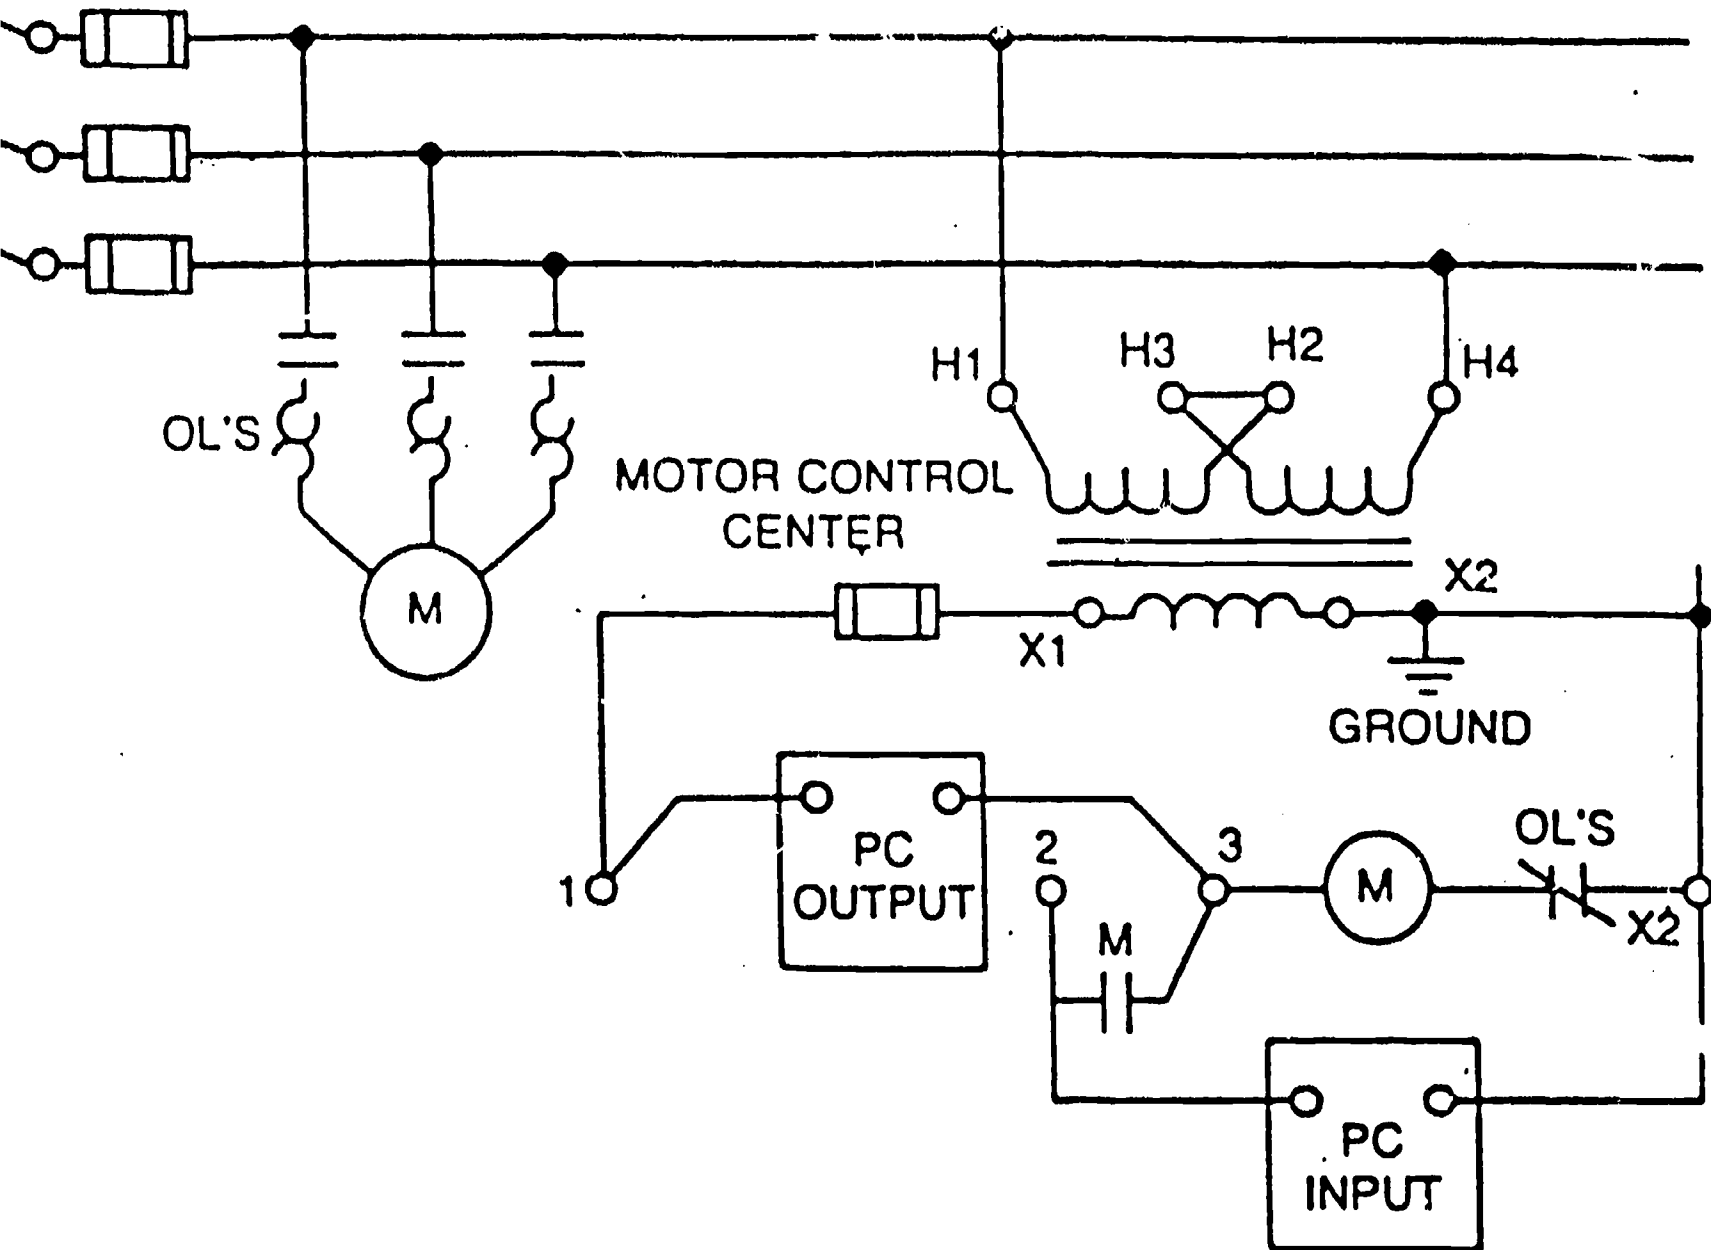 H1
H3
H2
H4
OL'S
MOTOR CONTROL
CENTER
M
X1
X2
GROUND
1
PC
OUTPUT
2
3
M
OL'S
X2
M
PC
INPUT